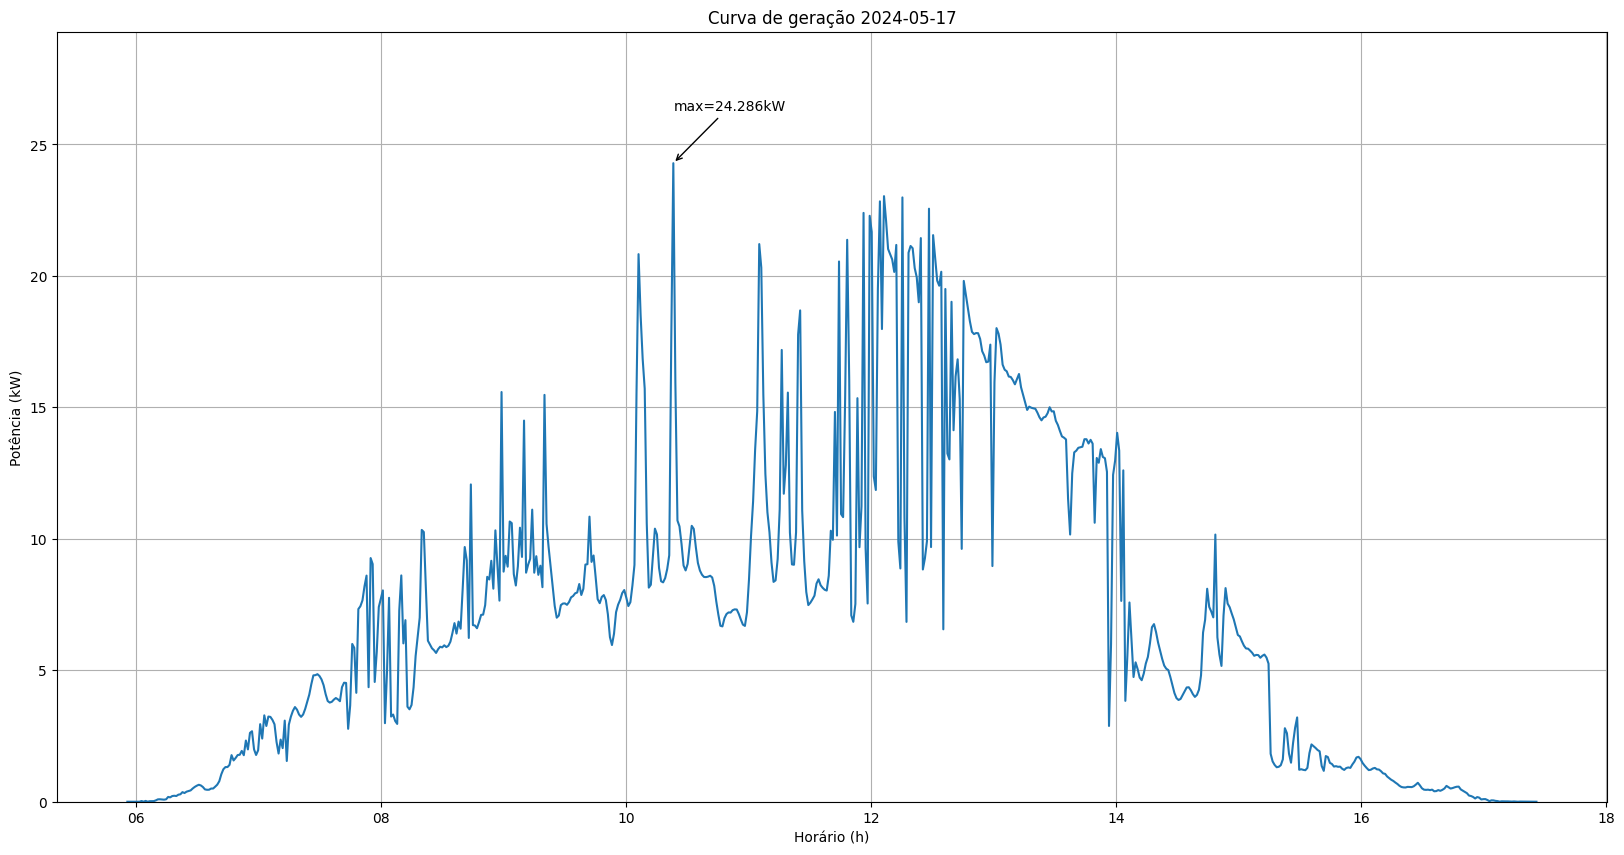 Curva de geração 2024-05-17
max=24.286kW
25
20
15
10
5
0
Potência (kW)
06 08 10 12 14 16 18
Horário (h)